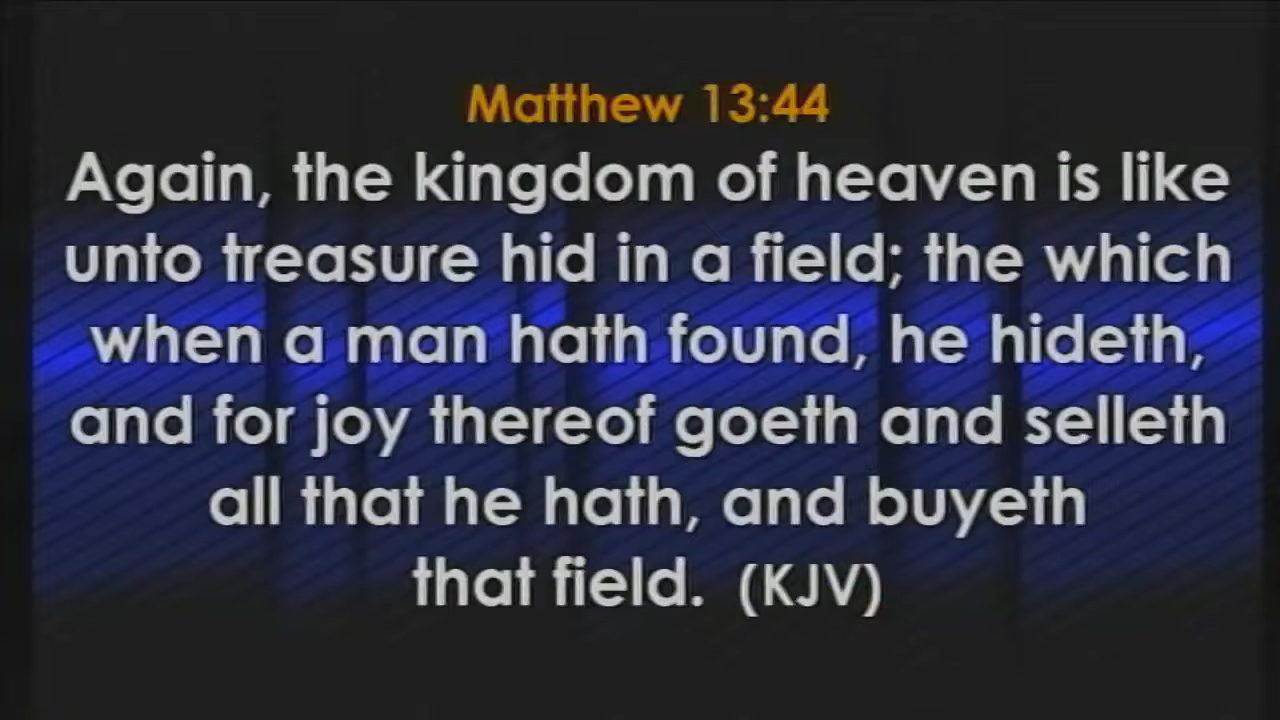 Matthew 13:44
Again, the kingdom of heaven is like
unto treasure hid in a field; the which
when a man hath found, he hideth,
and for joy thereof goeth and selleth
all that he hath, and buyeth
that field. (KJV)